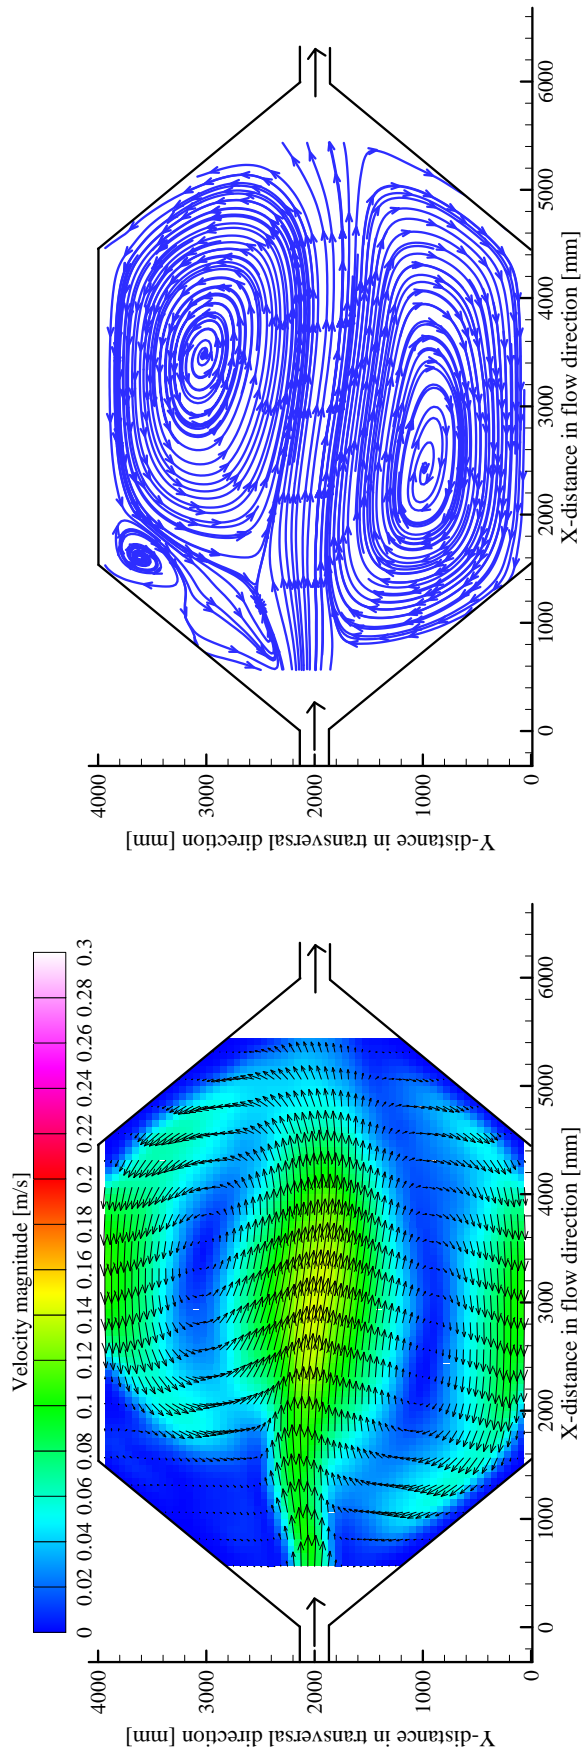 Velocity magnitude [m/s]
0 0.02 0.04 0.06 0.08 0.1 0.12 0.14 0.16 0.18 0.2 0.22 0.24 0.26 0.28 0.3
Y-distance in transversal direction [mm]
4000
3000
2000
1000
0
0 1000 2000 3000 4000 5000 6000
X-distance in flow direction [mm]
Y-distance in transversal direction [mm]
4000
3000
2000
1000
0
0 1000 2000 3000 4000 5000 6000
X-distance in flow direction [mm]